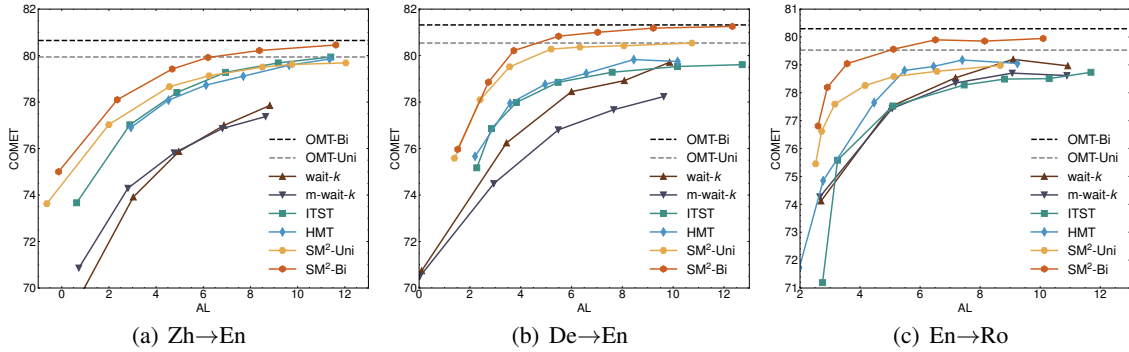 82
80
78
76
74
72
70
COMET
0
2
4
6
8
10
12
AL
OMT-Bi
OMT-Uni
wait-k
m-wait-k
ITST
HMT
SM²-Uni
SM²-Bi
(a) Zh→En
82
80
78
76
74
72
70
COMET
0
2
4
6
8
10
12
AL
OMT-Bi
OMT-Uni
wait-k
m-wait-k
ITST
HMT
SM²-Uni
SM²-Bi
(b) De→En
81
80
79
78
77
76
75
74
73
72
71
COMET
2
4
6
8
10
12
AL
OMT-Bi
OMT-Uni
wait-k
m-wait-k
ITST
HMT
SM²-Uni
SM²-Bi
(c) En→Ro